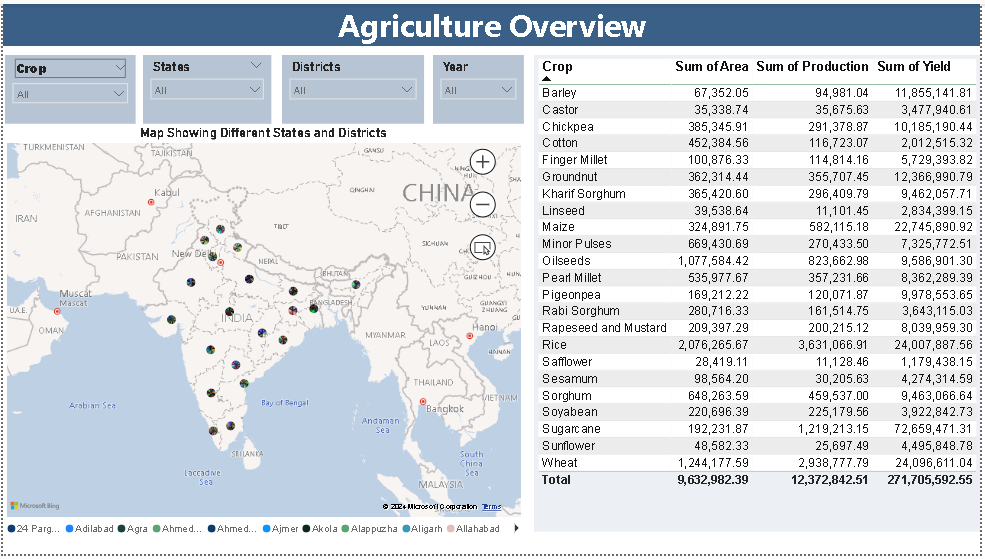 Agriculture Overview
Crop
All
States
All
Districts
All
Year
All
Map Showing Different States and Districts
TURKMENISTAN
TAJIKISTAN
GANSU
QINGHAI
CHINA
Kabul
AFGHANISTAN
IRAN
TIBET
PAKISTAN
New Delhi
NEPAL
SICHUAN
BHUTAN
GUIZHOU
HUNAN
Muscat
Mascat
U.A.E.
OMAN
INDIA
BANGLADESH
YUNNAN
GUANGXI
ZHUANGZU
MYANMAR
Hanoi
LAOS
HAINAN
THAILAND
Bangkok
VIETNAM
Arabian Sea
Bay of Bengal
Andaman
Sea
SRI LANKA
Laccadive
Sea
South
China
Sea
MALAYSIA
Microsoft Bing
© 2024 Microsoft Corporation Terms
24 Parg... Adilabad Agra Ahmed... Ahmed... Ajmer Akola Alappuzha Aligarh Allahabad
Crop Sum of Area Sum of Production Sum of Yield
Barley 67,352.05 94,981.04 11,855,141.81
Castor 35,338.74 35,675.63 3,477,940.61
Chickpea 385,345.91 291,378.87 10,185,190.44
Cotton 452,384.56 116,723.07 2,012,515.32
Finger Millet 100,876.33 114,814.16 5,729,393.82
Groundnut 362,314.44 355,707.45 12,366,990.79
Kharif Sorghum 365,420.60 296,409.79 9,462,057.71
Linseed 39,538.64 11,101.45 2,834,399.15
Maize 324,891.75 582,115.18 22,745,890.92
Minor Pulses 669,430.69 270,433.50 7,325,772.51
Oilseeds 1,077,584.42 823,662.98 9,586,901.30
Pearl Millet 535,977.67 357,231.66 8,362,289.39
Pigeonpea 169,212.22 120,071.87 9,978,553.65
Rabi Sorghum 280,716.33 161,514.75 3,643,115.03
Rapeseed and Mustard 209,397.29 200,215.12 8,039,959.30
Rice 2,076,265.67 3,631,066.91 24,007,887.56
Safflower 28,419.11 11,128.46 1,179,438.15
Sesamum 98,564.20 30,205.63 4,274,314.59
Sorghum 648,263.59 459,537.00 9,463,066.64
Soyabean 220,696.39 225,179.56 3,922,842.73
Sugarcane 192,231.87 1,219,213.15 72,659,471.31
Sunflower 48,582.33 25,697.49 4,495,848.78
Wheat 1,244,177.59 2,938,777.79 24,096,611.04
Total 9,632,982.39 12,372,842.51 271,705,592.55